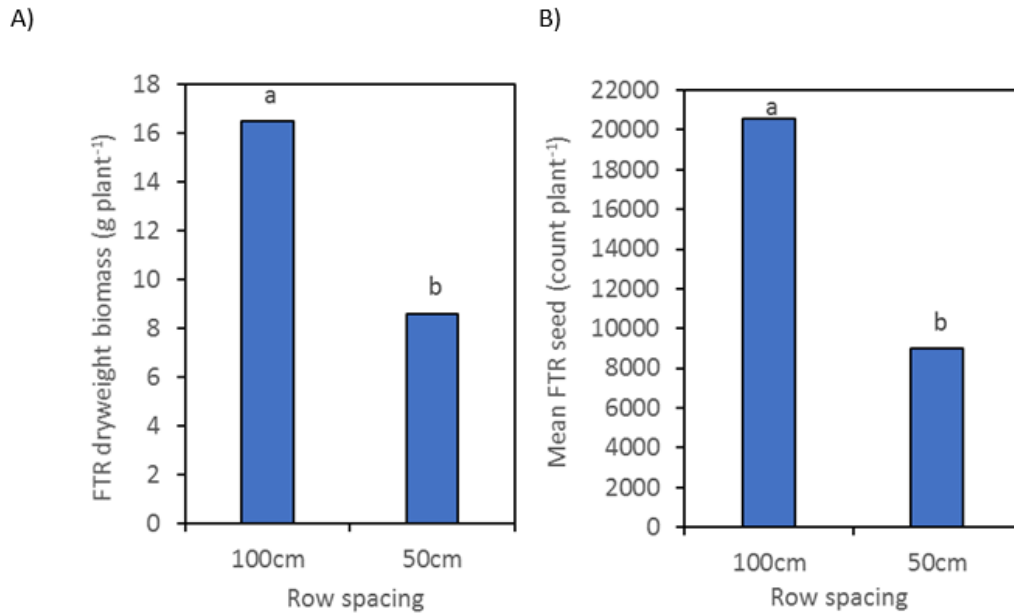 A)
FTR dryweight biomass (g plant⁻¹)
18
16
14
12
10
8
6
4
2
0
a
b
100cm
50cm
Row spacing
B)
Mean FTR seed (count plant⁻¹)
22000
20000
18000
16000
14000
12000
10000
8000
6000
4000
2000
0
a
b
100cm
50cm
Row spacing